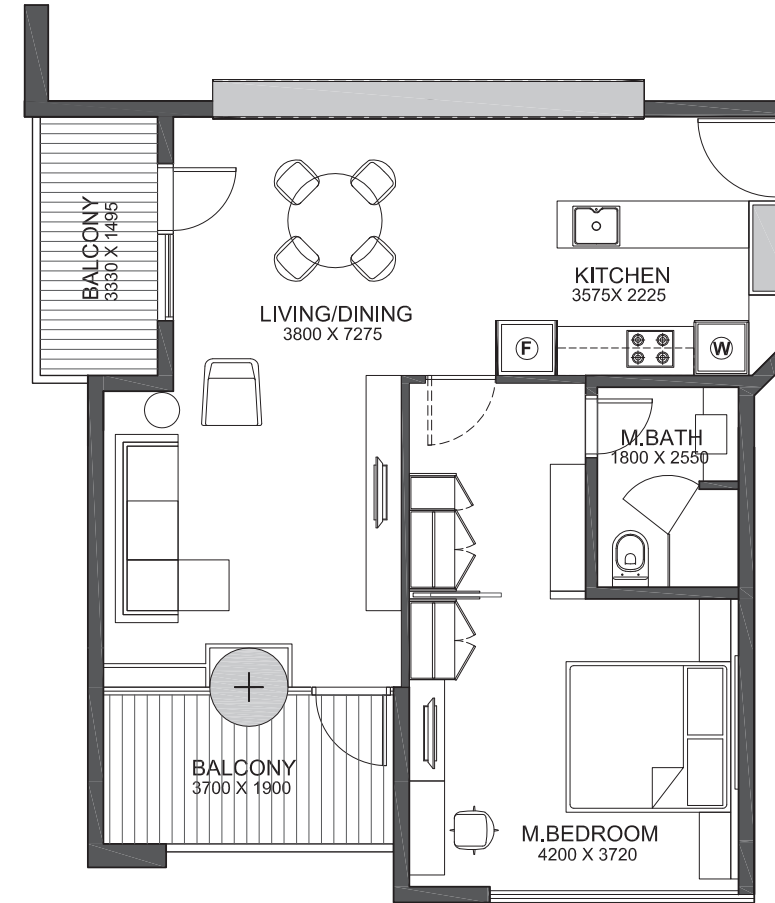 BALCONY
3330 X 1495
LIVING/DINING
3800 X 7275
KITCHEN
3575X 2225
F
W
M.BATH
1800 X 2550
BALCONY
3700 X 1900
M.BEDROOM
4200 X 3720